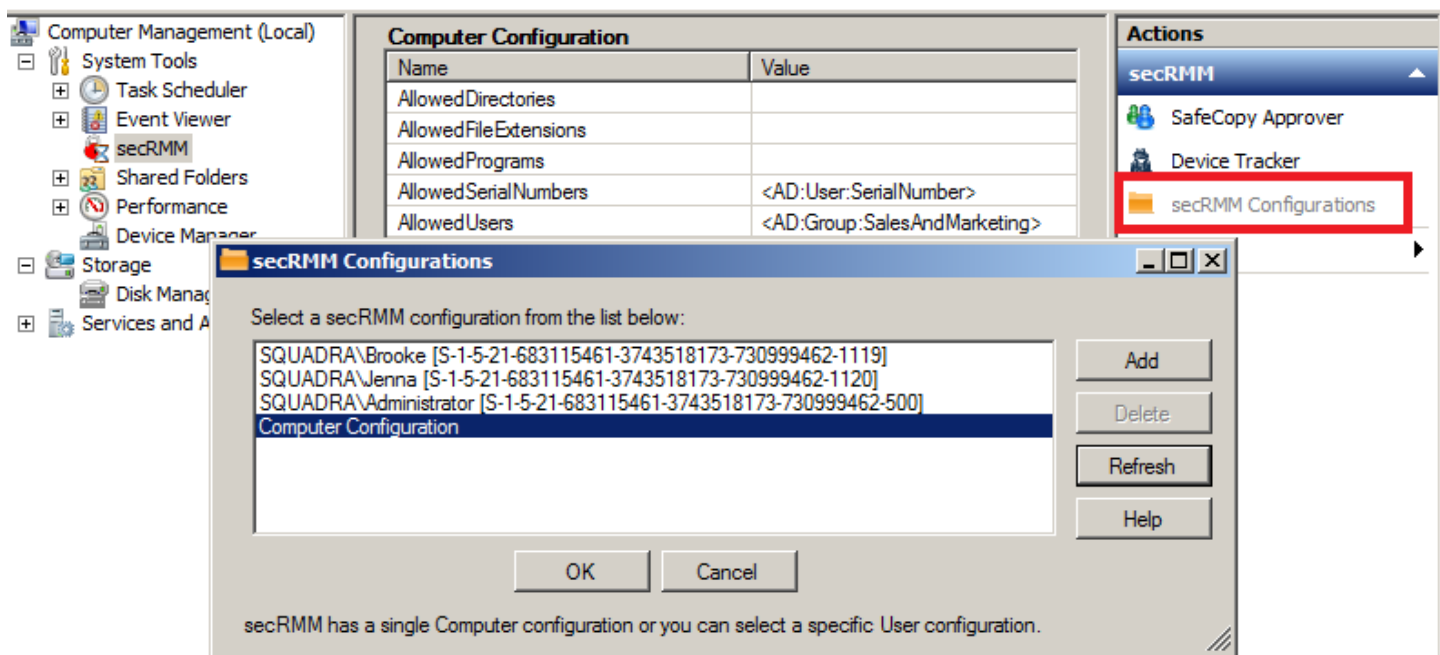 Computer Management (Local)
System Tools
Task Scheduler
Event Viewer
secRMM
Shared Folders
Performance
Device Manager
Storage
Disk Manag
Services and A
Computer Configuration
Name Value
AllowedDirectories
AllowedFileExtensions
AllowedPrograms
AllowedSerialNumbers <AD:User:SerialNumber>
AllowedUsers <AD:Group:SalesAndMarketing>
Actions
secRMM
SafeCopy Approver
Device Tracker
secRMM Configurations
secRMM Configurations
Select a secRMM configuration from the list below:
SQUADRA\Brooke [S-1-5-21-683115461-3743518173-730999462-1119]
SQUADRA\Jenna [S-1-5-21-683115461-3743518173-730999462-1120]
SQUADRA\Administrator [S-1-5-21-683115461-3743518173-730999462-500]
Computer Configuration
Add
Delete
Refresh
Help
OK Cancel
secRMM has a single Computer configuration or you can select a specific User configuration.